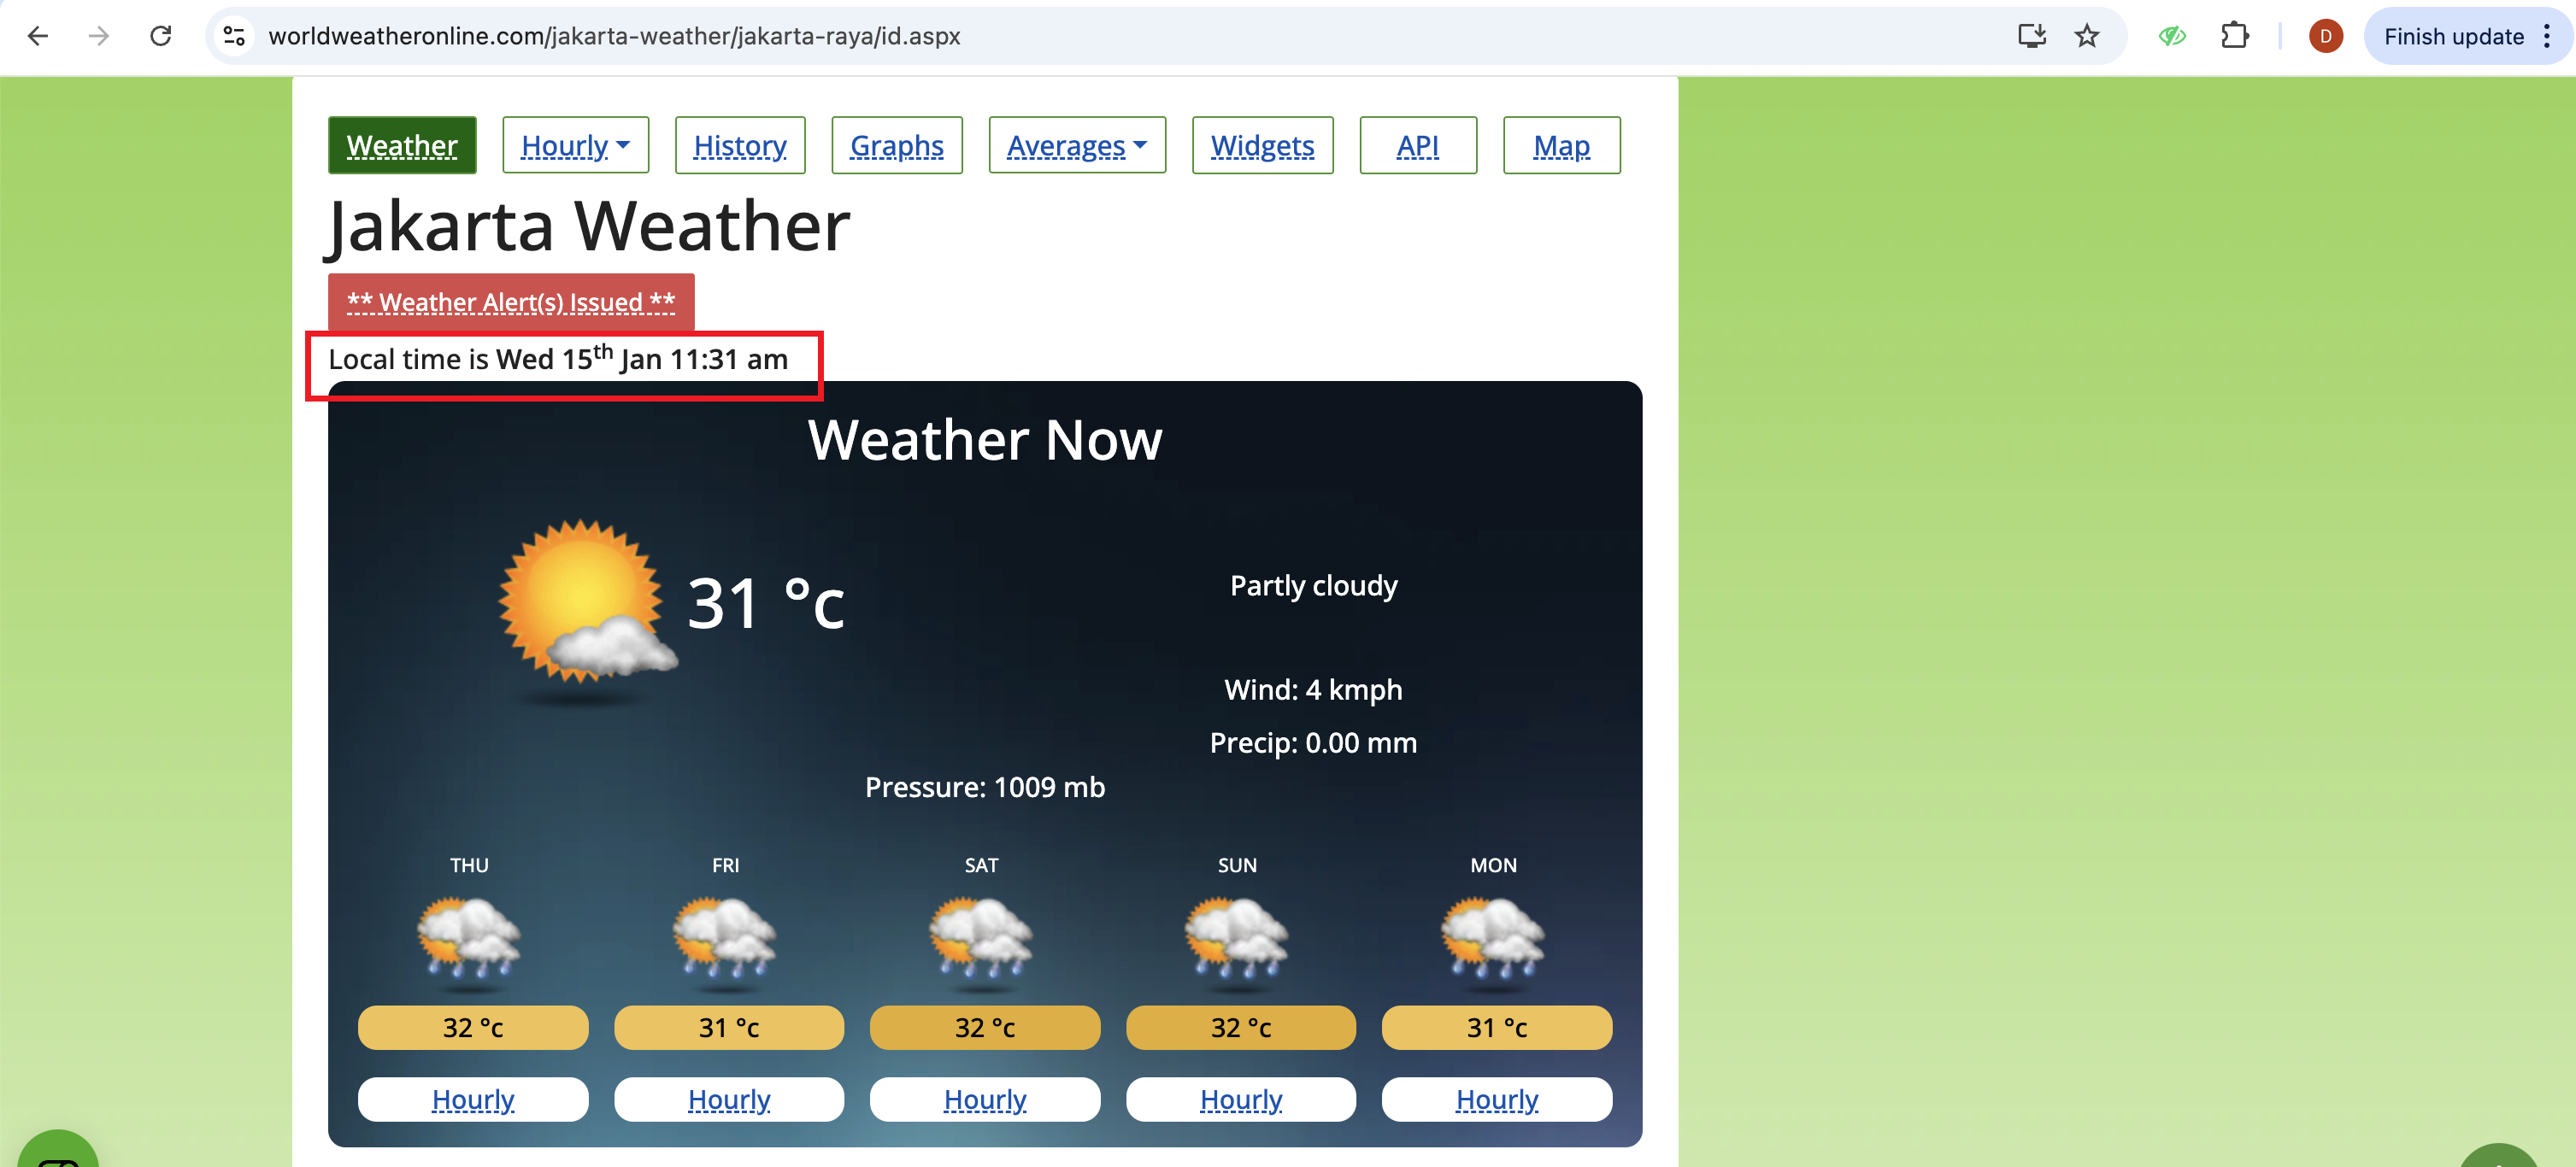 worldweatheronline.com/jakarta-weather/jakarta-raya/id.aspx
D
Finish update
Weather
Hourly
History
Graphs
Averages
Widgets
API
Map
Jakarta Weather
** Weather Alert(s) Issued **
Local time is Wed 15th Jan 11:31 am
Weather Now
31 °c
Partly cloudy
Wind: 4 kmph
Precip: 0.00 mm
Pressure: 1009 mb
THU FRI SAT SUN MON
32 °c 31 °c 32 °c 32 °c 31 °c
Hourly Hourly Hourly Hourly Hourly